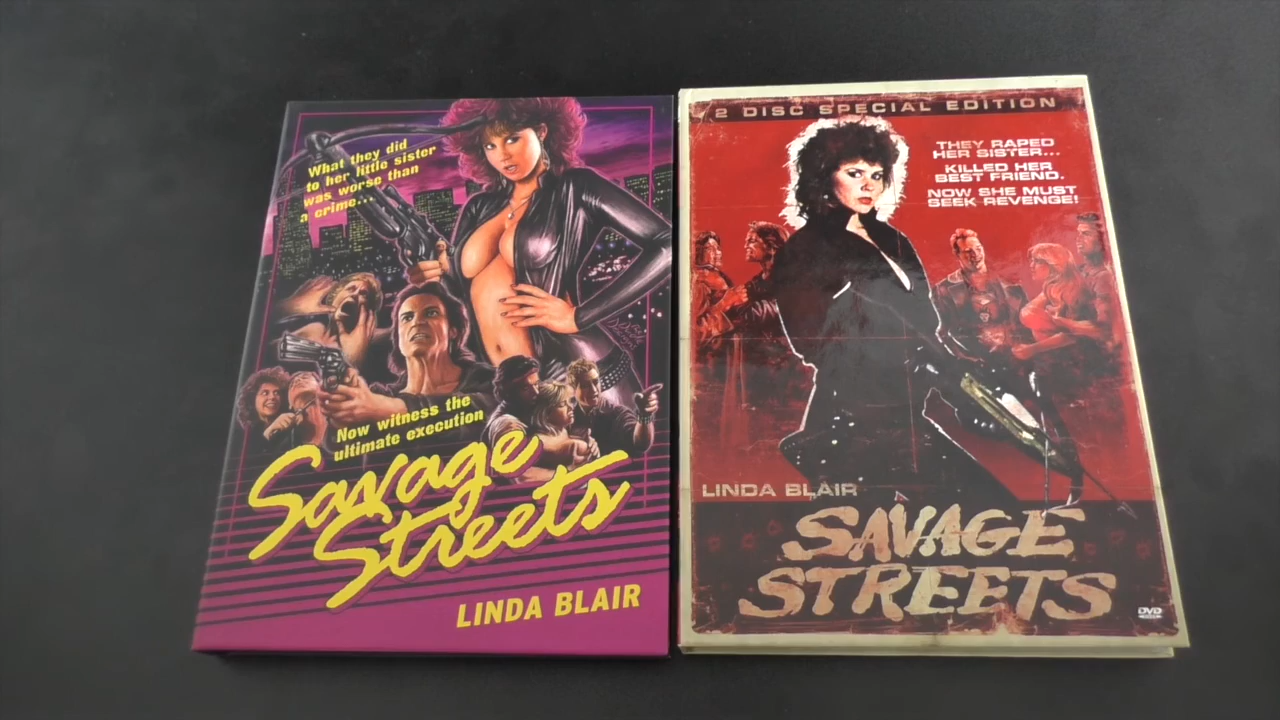 What they did
to her little sister
was worse than
a crime...
Now witness the
ultimate execution
Savage
Streets
LINDA BLAIR
2 DISC SPECIAL EDITION
THEY RAPED
HER SISTER...
KILLED HER
BEST FRIEND.
NOW SHE MUST
SEEK REVENGE!
LINDA BLAIR
SAVAGE
STREETS
DVD